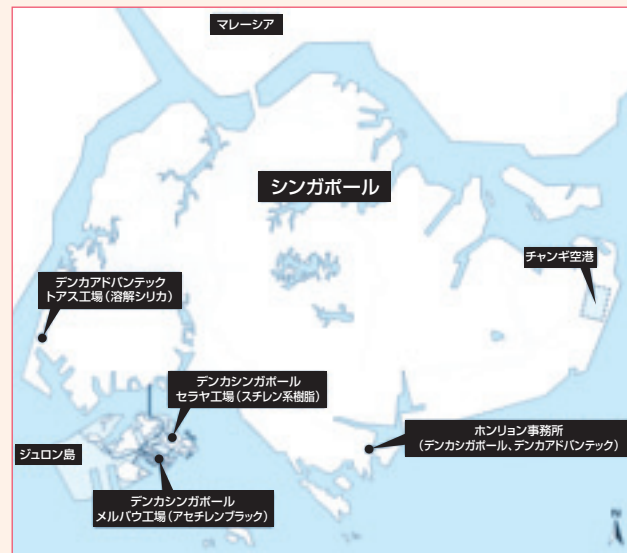 マレーシア
シンガポール
チャンギ空港
デンカアドバンテック
トアス工場（溶解シリカ）
デンカシンガポール
セラヤ工場（スチレン系樹脂）
ホンリョン事務所
（デンカシガポール、デンカアドバンテック）
ジュロン島
デンカシンガポール
メルバウ工場（アセチレンブラック）
N